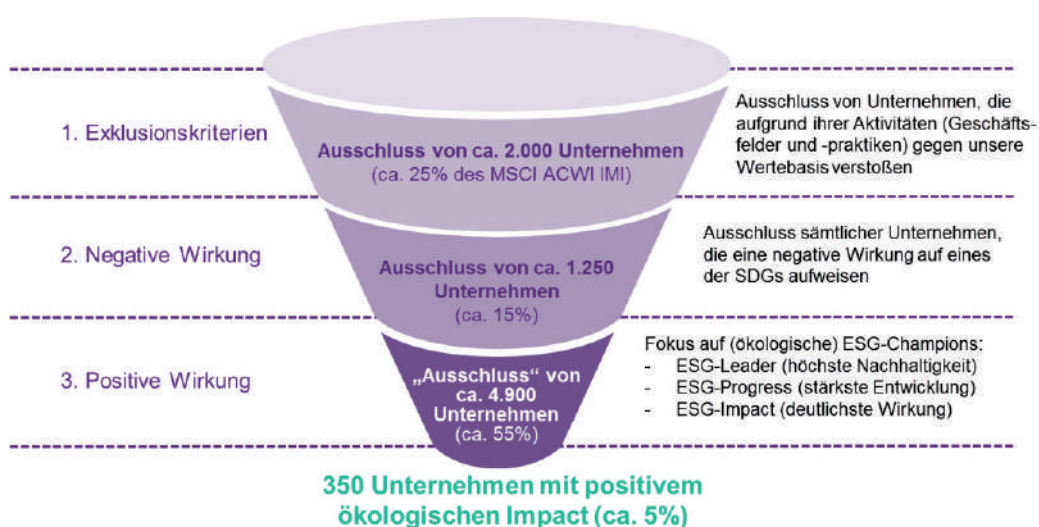 1. Exklusionskriterien
Ausschluss von ca. 2.000 Unternehmen
(ca. 25% des MSCI ACWI IMI)
Ausschluss von Unternehmen, die
aufgrund ihrer Aktivitäten (Geschäfts-
felder und -praktiken) gegen unsere
Wertebasis verstoßen
2. Negative Wirkung
Ausschluss von ca. 1.250
Unternehmen
(ca. 15%)
Ausschluss sämtlicher Unternehmen,
die eine negative Wirkung auf eines
der SDGs aufweisen
3. Positive Wirkung
„Ausschluss“ von
ca. 4.900
Unternehmen
(ca. 55%)
Fokus auf (ökologische) ESG-Champions:
- ESG-Leader (höchste Nachhaltigkeit)
- ESG-Progress (stärkste Entwicklung)
- ESG-Impact (deutlichste Wirkung)
350 Unternehmen mit positivem
ökologischen Impact (ca. 5%)